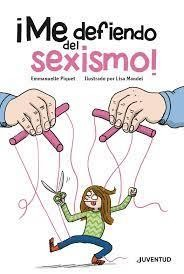 ¡Me defiendo
del
sexismo!
Emmanuelle Piquet
Ilustrado por Lisa Mandel
JUVENTUD